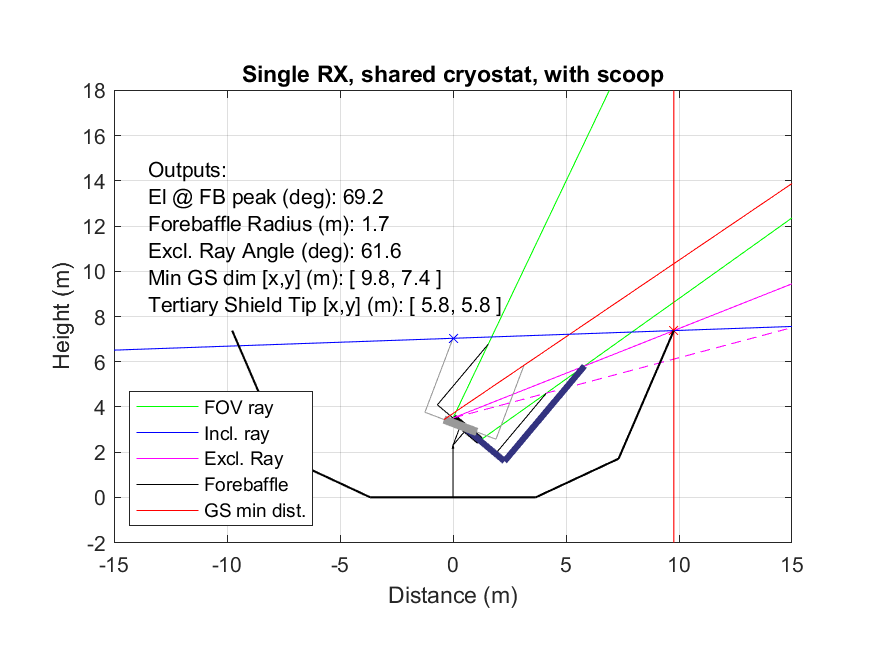 Single RX, shared cryostat, with scoop
18
16
14
12
10
8
6
4
2
0
-2
Height (m)
Outputs:
El @ FB peak (deg): 69.2
Forebaffle Radius (m): 1.7
Excl. Ray Angle (deg): 61.6
Min GS dim [x,y] (m): [ 9.8, 7.4 ]
Tertiary Shield Tip [x,y] (m): [ 5.8, 5.8 ]
FOV ray
Incl. ray
Excl. Ray
Forebaffle
GS min dist.
-15
-10
-5
0
5
10
15
Distance (m)